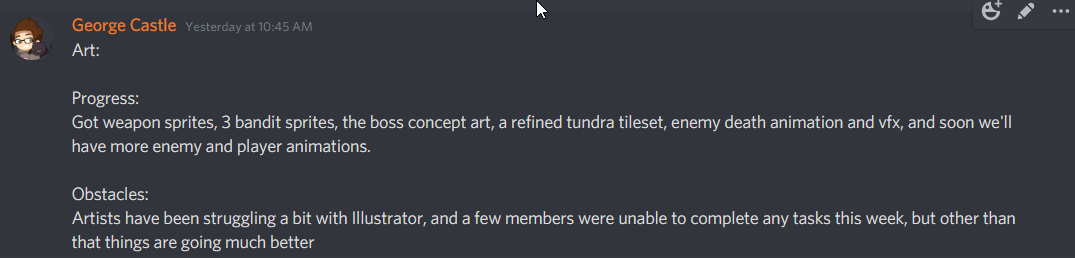 George Castle Yesterday at 10:45 AM
Art:
Progress:
Got weapon sprites, 3 bandit sprites, the boss concept art, a refined tundra tileset, enemy death animation and vfx, and soon we'll
have more enemy and player animations.
Obstacles:
Artists have been struggling a bit with Illustrator, and a few members were unable to complete any tasks this week, but other than
that things are going much better